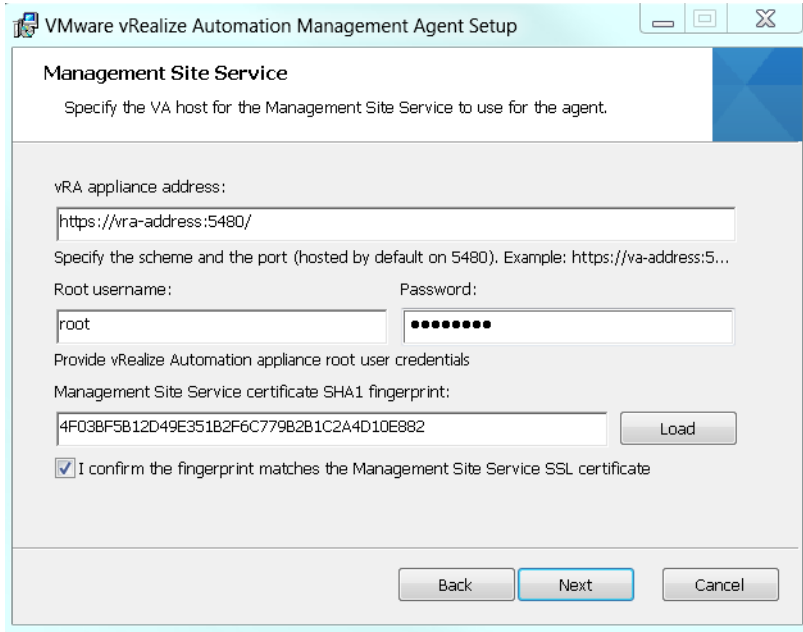 VMware vRealize Automation Management Agent Setup
Management Site Service
Specify the VA host for the Management Site Service to use for the agent.
vRA appliance address:
https://vra-address:5480/
Specify the scheme and the port (hosted by default on 5480). Example: https://va-address:5...
Root username:
Password:
root
●●●●●●●●
Provide vRealize Automation appliance root user credentials
Management Site Service certificate SHA1 fingerprint:
4F03BF5B12D49E351B2F6C779B2B1C2A4D10E882
Load
I confirm the fingerprint matches the Management Site Service SSL certificate
Back
Next
Cancel